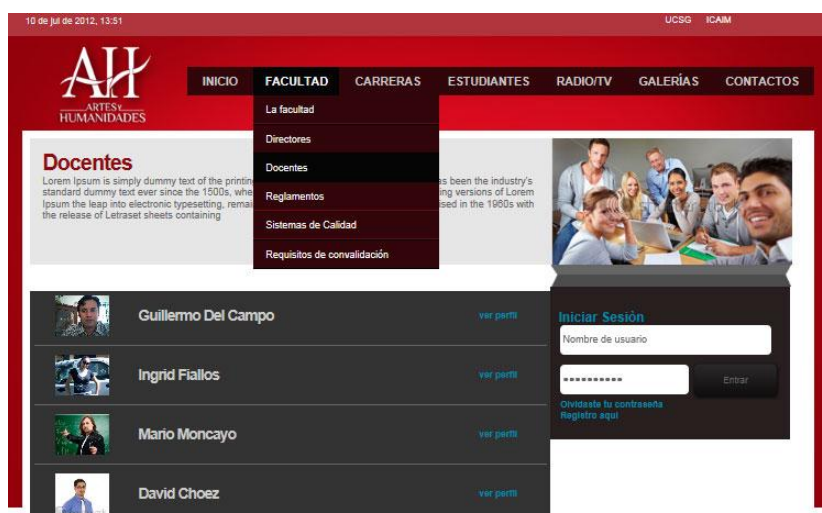 10 de jul de 2012, 13:51
UCSG ICAIM
AH
ARTES Y
HUMANIDADES
INICIO FACULTAD CARRERAS ESTUDIANTES RADIO/TV GALERÍAS CONTACTOS
La facultad
Directores
Docentes
Reglamentos
Sistemas de Calidad
Requisitos de convalidación
Docentes
Lorem Ipsum is simply dummy text of the printin as been the industry's
standard dummy text ever since the 1500s, whe ing versions of Lorem
Ipsum the leap into electronic typesetting, remai ised in the 1960s with
the release of Letraset sheets containing
Guillermo Del Campo ver perfil
Ingrid Fiallos ver perfil
Mario Moncayo ver perfil
David Choez ver perfil
Iniciar Sesiòn
Nombre de usuario
Entrar
Olvidaste tu contraseña
Registro aqui